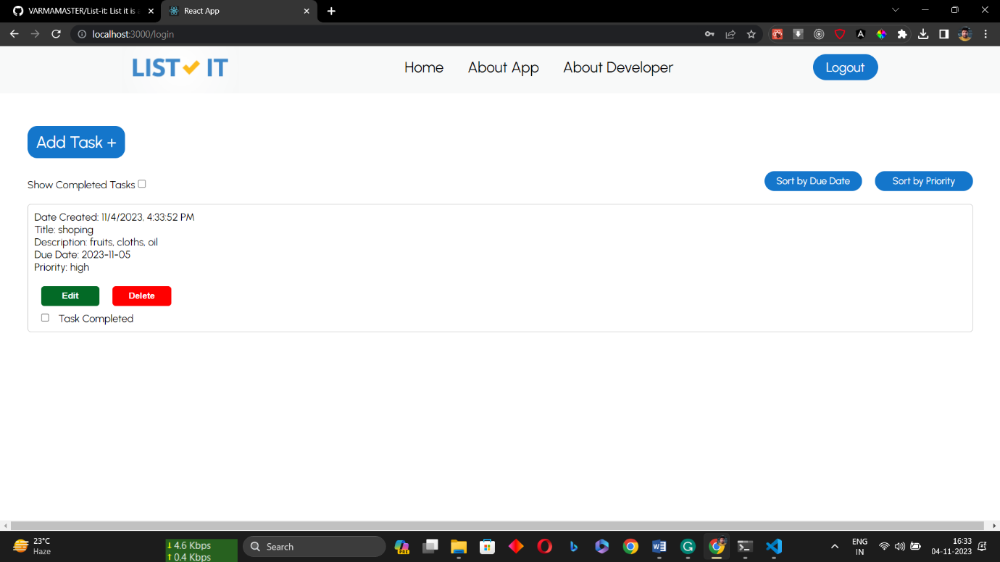 VARMAMASTER/List-it: List it is a
React App
localhost:3000/login
LIST IT
Home
About App
About Developer
Logout
Add Task +
Show Completed Tasks
Sort by Due Date
Sort by Priority
Date Created: 11/4/2023, 4:33:52 PM
Title: shoping
Description: fruits, cloths, oil
Due Date: 2023-11-05
Priority: high
Edit
Delete
Task Completed
23°C
Haze
4.6 Kbps
0.4 Kbps
Search
PRE
ENG
IN
16:33
04-11-2023